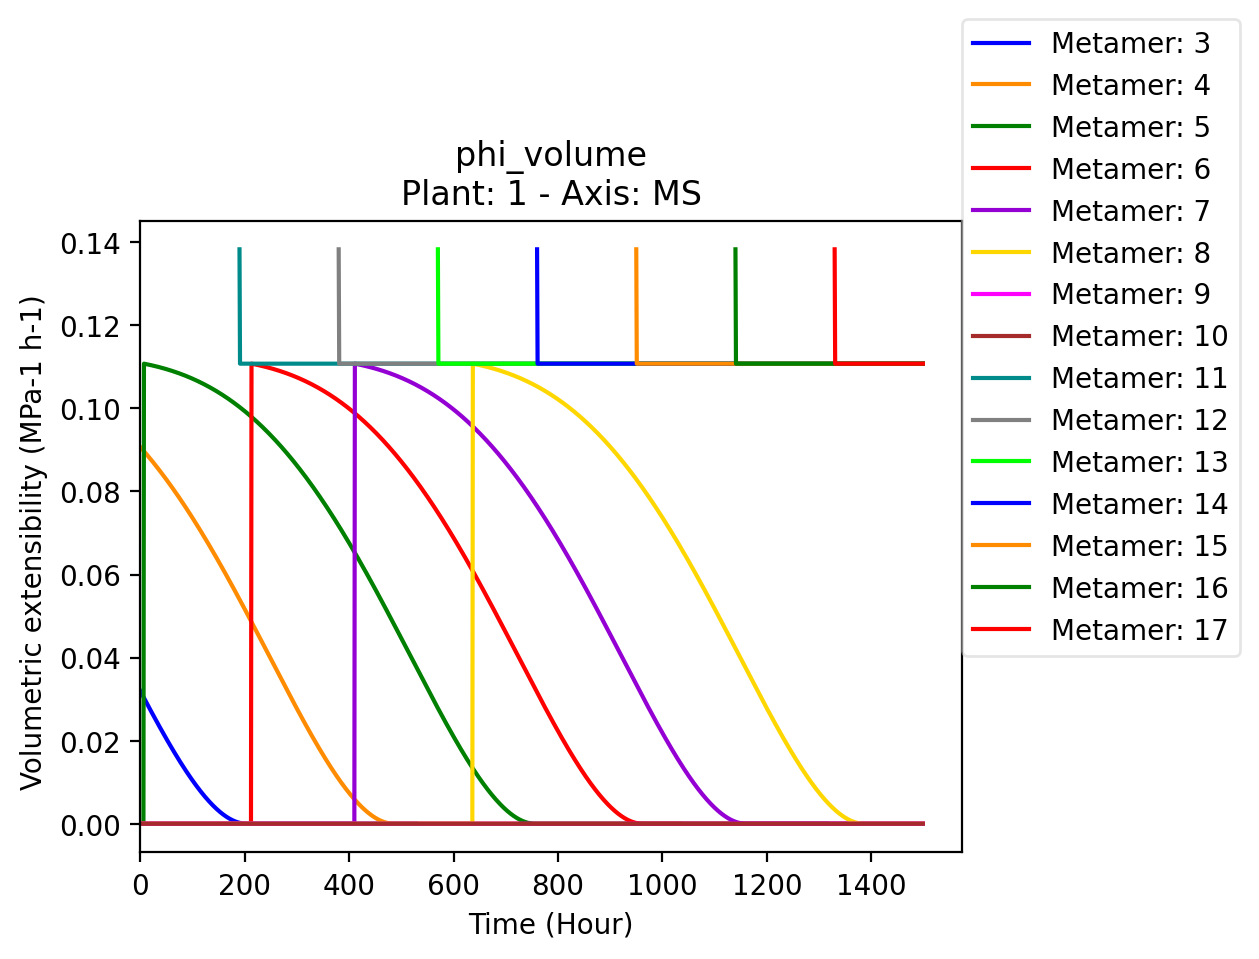 phi_volume
Plant: 1 - Axis: MS
Volumetric extensibility (MPa-1 h-1)
0.14
0.12
0.10
0.08
0.06
0.04
0.02
0.00
0 200 400 600 800 1000 1200 1400
Time (Hour)
Metamer: 3
Metamer: 4
Metamer: 5
Metamer: 6
Metamer: 7
Metamer: 8
Metamer: 9
Metamer: 10
Metamer: 11
Metamer: 12
Metamer: 13
Metamer: 14
Metamer: 15
Metamer: 16
Metamer: 17